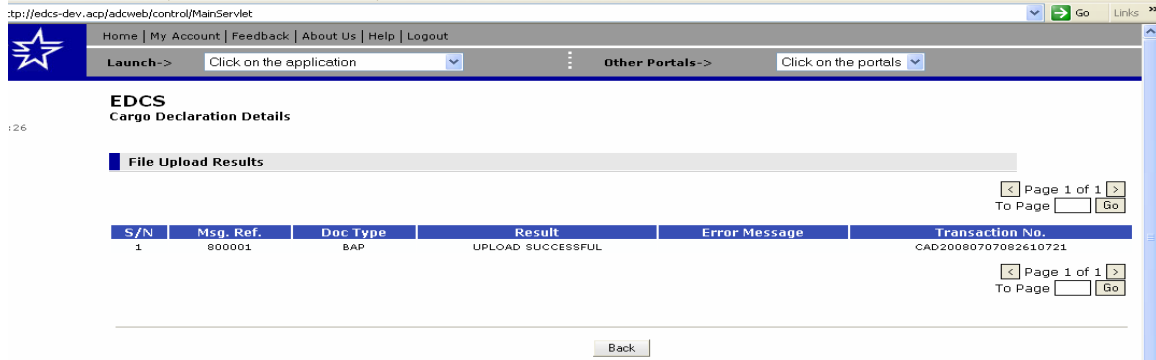 :tp://edcs-dev.acp/adcweb/control/MainServlet Go Links »
Home | My Account | Feedback | About Us | Help | Logout
Launch-> Click on the application Other Portals-> Click on the portals
EDCS
Cargo Declaration Details
:26
File Upload Results
< Page 1 of 1 >
To Page Go
S/N Msg. Ref. Doc Type Result Error Message Transaction No.
1 800001 BAP UPLOAD SUCCESSFUL CAD20080707082610721
< Page 1 of 1 >
To Page Go
Back